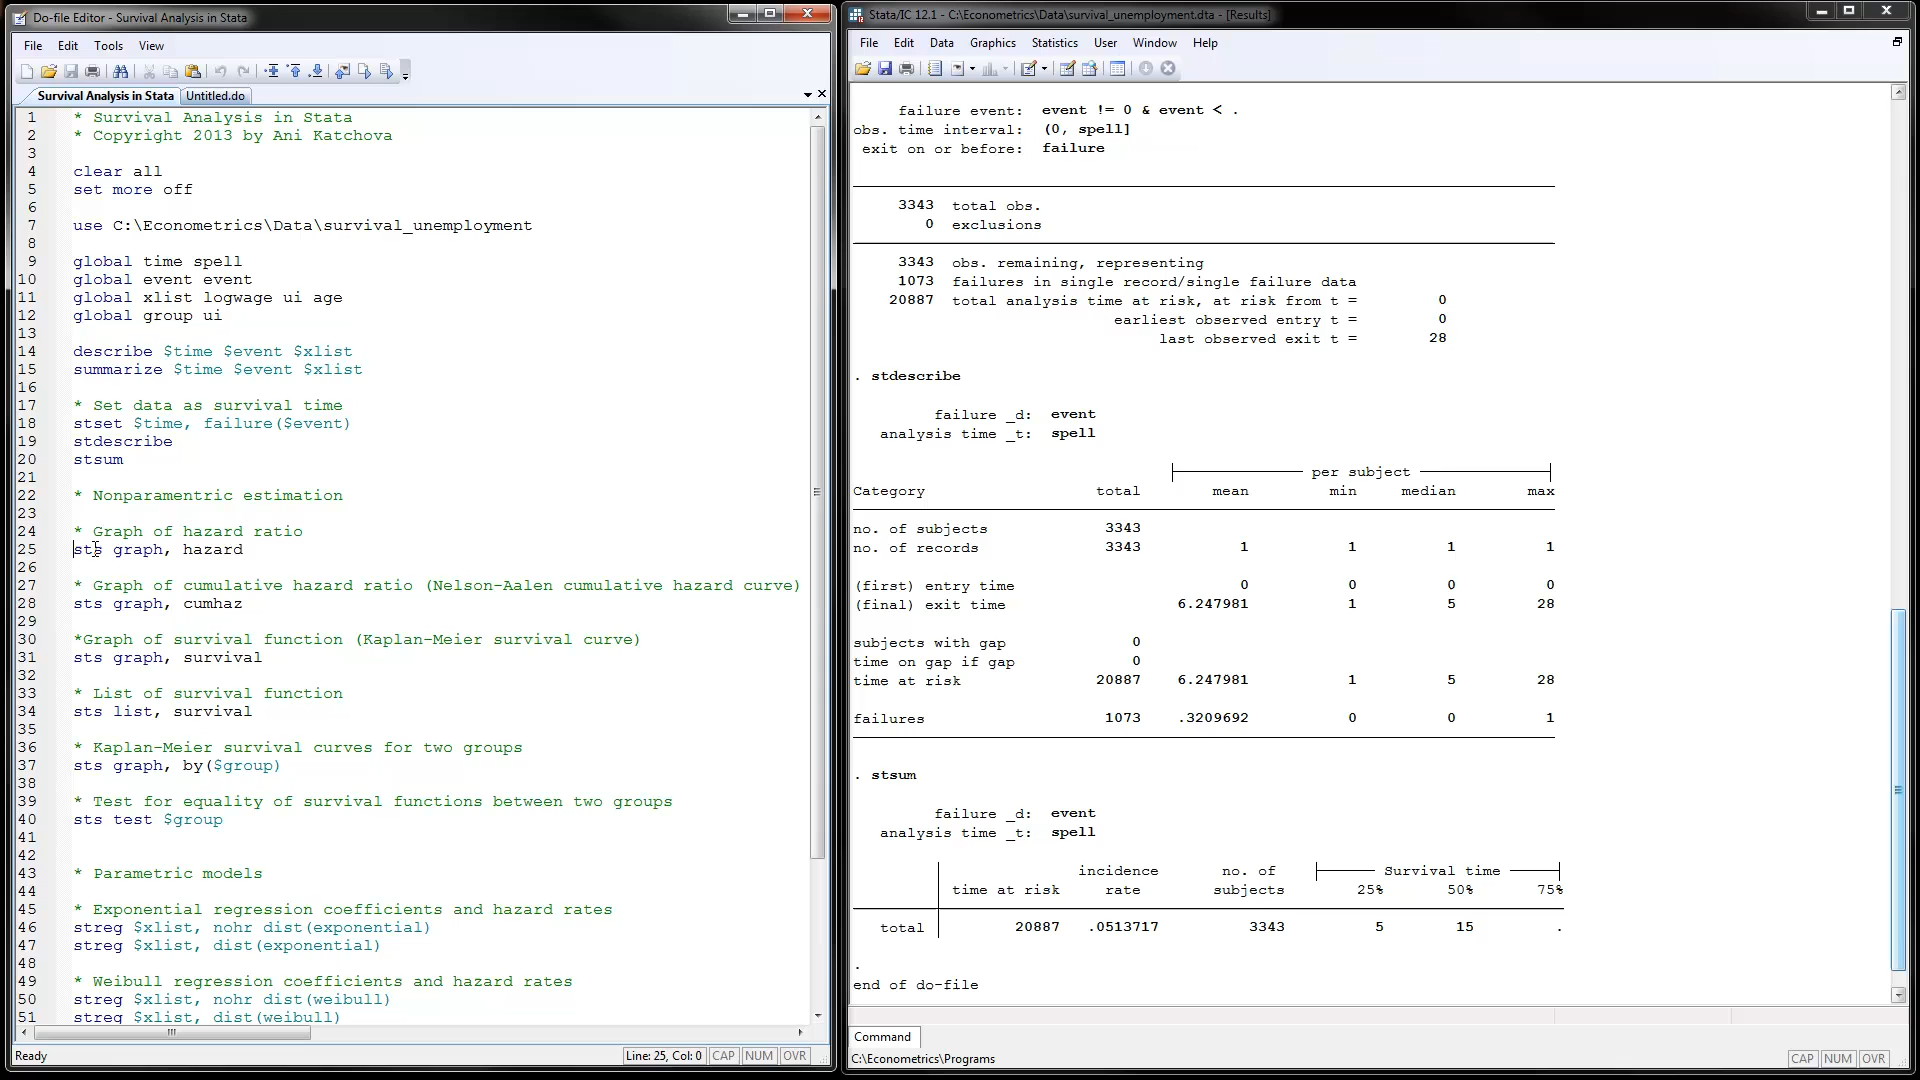 Do-file Editor - Survival Analysis in Stata
File Edit Tools View
Survival Analysis in Stata Untitled.do
1 * Survival Analysis in Stata
2 * Copyright 2013 by Ani Katchova
3
4 clear all
5 set more off
6
7 use C:\Econometrics\Data\survival_unemployment
8
9 global time spell
10 global event event
11 global xlist logwage ui age
12 global group ui
13
14 describe $time $event $xlist
15 summarize $time $event $xlist
16
17 * Set data as survival time
18 stset $time, failure($event)
19 stdescribe
20 stsum
21
22 * Nonparamentric estimation
23
24 * Graph of hazard ratio
25 sts graph, hazard
26
27 * Graph of cumulative hazard ratio (Nelson-Aalen cumulative hazard curve)
28 sts graph, cumhaz
29
30 *Graph of survival function (Kaplan-Meier survival curve)
31 sts graph, survival
32
33 * List of survival function
34 sts list, survival
35
36 * Kaplan-Meier survival curves for two groups
37 sts graph, by($group)
38
39 * Test for equality of survival functions between two groups
40 sts test $group
41
42
43 * Parametric models
44
45 * Exponential regression coefficients and hazard rates
46 streg $xlist, nohr dist(exponential)
47 streg $xlist, dist(exponential)
48
49 * Weibull regression coefficients and hazard rates
50 streg $xlist, nohr dist(weibull)
51 streg $xlist, dist(weibull)
Ready Line: 25, Col: 0 CAP NUM OVR
Stata/IC 12.1 - C:\Econometrics\Data\survival_unemployment.dta - [Results]
File Edit Data Graphics Statistics User Window Help
failure event: event != 0 & event < .
obs. time interval: (0, spell]
exit on or before: failure
3343 total obs.
0 exclusions
3343 obs. remaining, representing
1073 failures in single record/single failure data
20887 total analysis time at risk, at risk from t = 0
earliest observed entry t = 0
last observed exit t = 28
. stdescribe
failure _d: event
analysis time _t: spell
per subject
Category total mean min median max
no. of subjects 3343
no. of records 3343 1 1 1 1
(first) entry time 0 0 0 0
(final) exit time 6.247981 1 5 28
subjects with gap 0
time on gap if gap 0
time at risk 20887 6.247981 1 5 28
failures 1073 .3209692 0 0 1
. stsum
failure _d: event
analysis time _t: spell
incidence no. of Survival time
time at risk rate subjects 25% 50% 75%
total 20887 .0513717 3343 5 15 .
.
end of do-file
Command
C:\Econometrics\Programs CAP NUM OVR